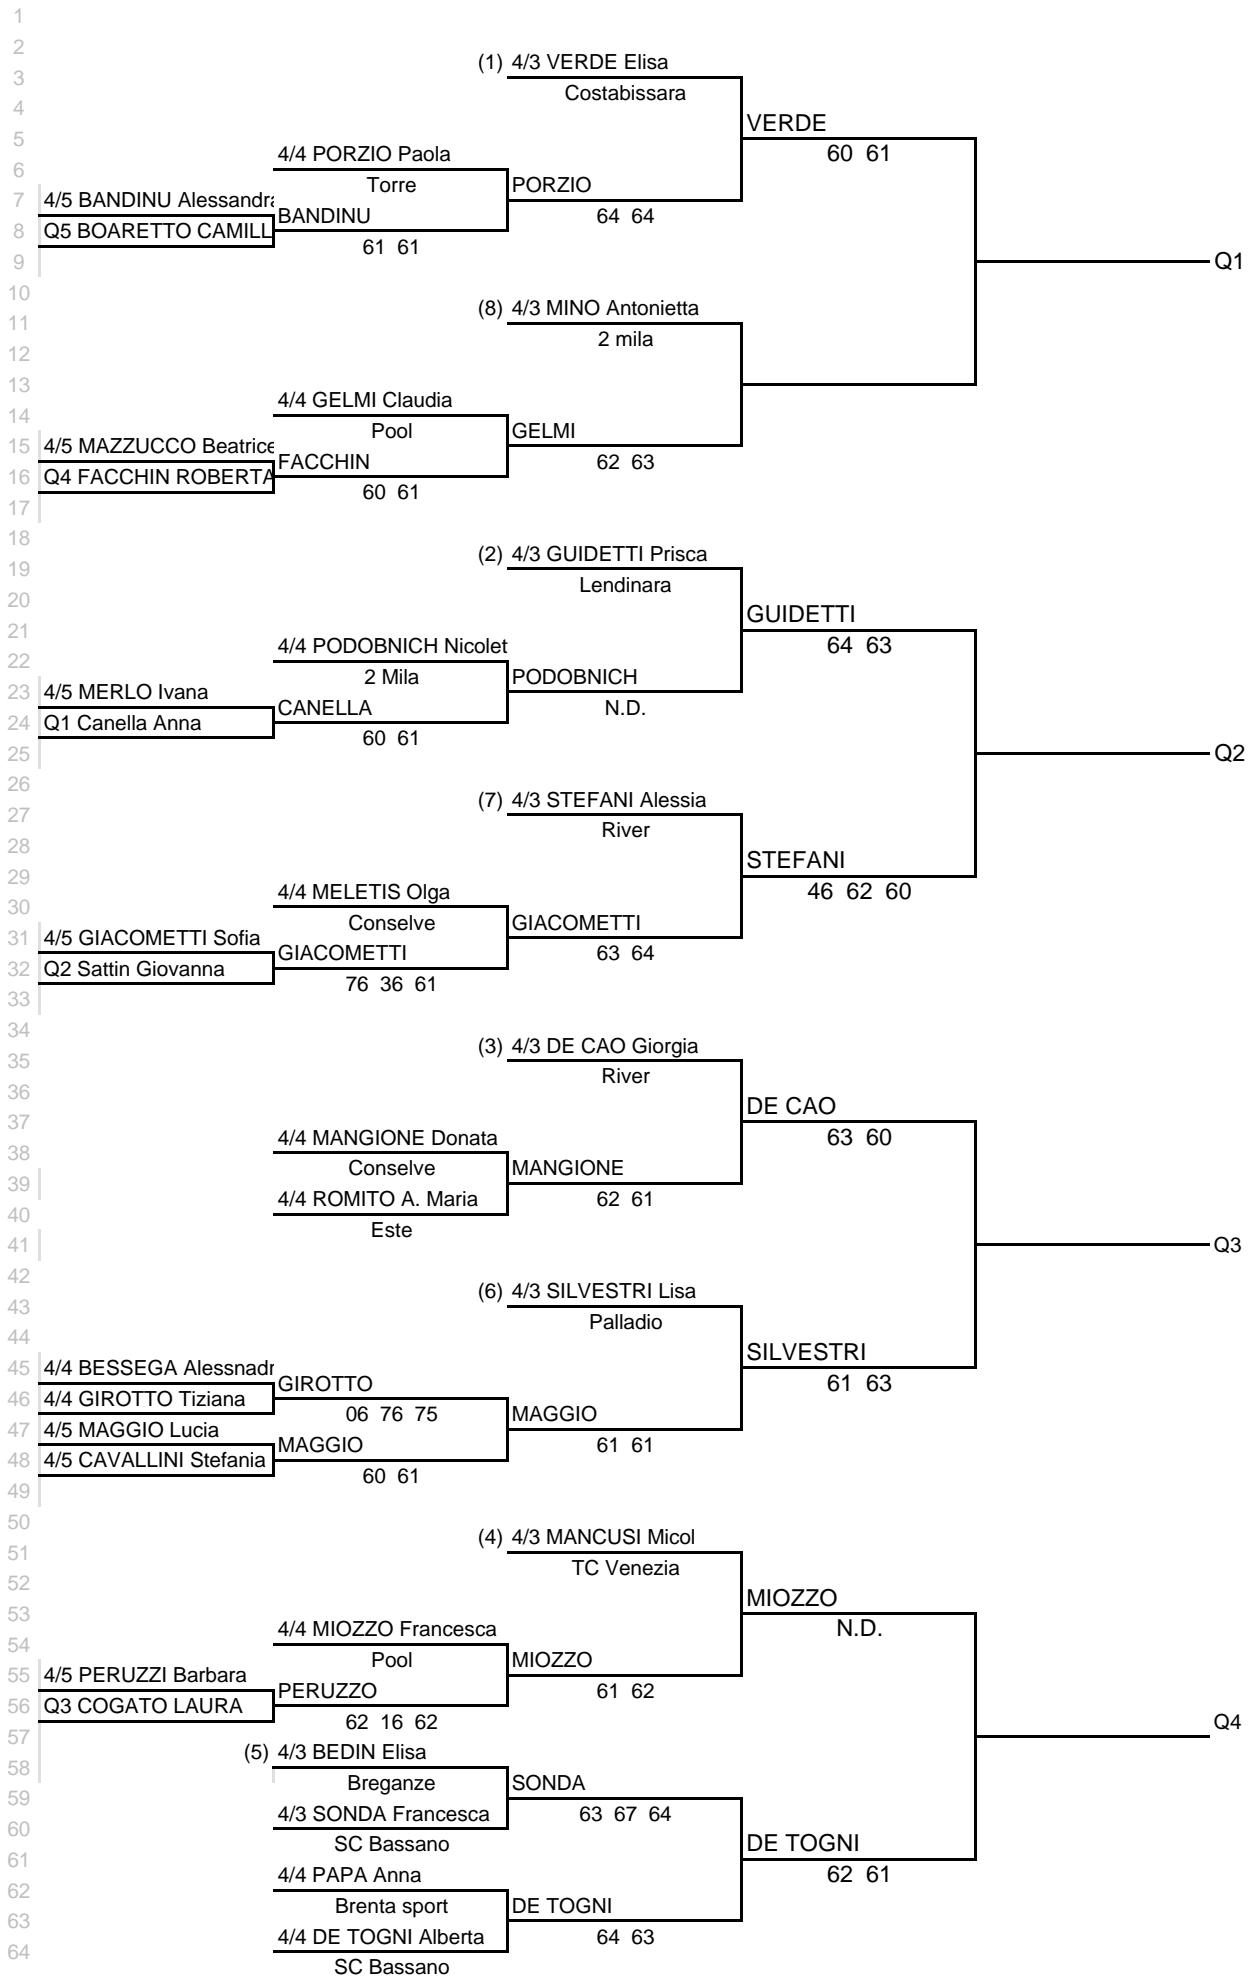 1
2
(1) 4/3 VERDE Elisa
3
Costabissara
4
VERDE
5
60 61
4/4 PORZIO Paola
6
Torre
PORZIO
7
4/5 BANDINU Alessandra
BANDINU
64 64
8
Q5 BOARETTO CAMILL
61 61
9
Q1
10
(8) 4/3 MINO Antonietta
11
2 mila
12
13
4/4 GELMI Claudia
14
Pool
GELMI
15
4/5 MAZZUCCO Beatrice
FACCHIN
62 63
16
Q4 FACCHIN ROBERTA
60 61
17
18
(2) 4/3 GUIDETTI Prisca
19
Lendinara
20
GUIDETTI
21
64 63
4/4 PODOBNICH Nicolet
22
2 Mila
PODOBNICH
23
4/5 MERLO Ivana
CANELLA
N.D.
24
Q1 Canella Anna
60 61
25
Q2
26
(7) 4/3 STEFANI Alessia
27
River
28
STEFANI
29
46 62 60
4/4 MELETIS Olga
30
Conselve
GIACOMETTI
31
4/5 GIACOMETTI Sofia
GIACOMETTI
63 64
32
Q2 Sattin Giovanna
76 36 61
33
34
(3) 4/3 DE CAO Giorgia
35
River
36
DE CAO
37
63 60
4/4 MANGIONE Donata
38
Conselve
MANGIONE
39
4/4 ROMITO A. Maria
62 61
40
Este
41
Q3
42
(6) 4/3 SILVESTRI Lisa
43
Palladio
44
SILVESTRI
45
4/4 BESSEGA Alessnadr
GIROTTO
61 63
46
4/4 GIROTTO Tiziana
06 76 75
MAGGIO
47
4/5 MAGGIO Lucia
MAGGIO
61 61
48
4/5 CAVALLINI Stefania
60 61
49
50
(4) 4/3 MANCUSI Micol
51
TC Venezia
52
MIOZZO
53
N.D.
4/4 MIOZZO Francesca
54
Pool
MIOZZO
55
4/5 PERUZZI Barbara
PERUZZO
61 62
56
Q3 COGATO LAURA
62 16 62
Q4
57
(5) 4/3 BEDIN Elisa
58
Breganze
SONDA
59
4/3 SONDA Francesca
63 67 64
60
SC Bassano
DE TOGNI
61
4/4 PAPA Anna
62 61
62
Brenta sport
DE TOGNI
63
4/4 DE TOGNI Alberta
64 63
64
SC Bassano